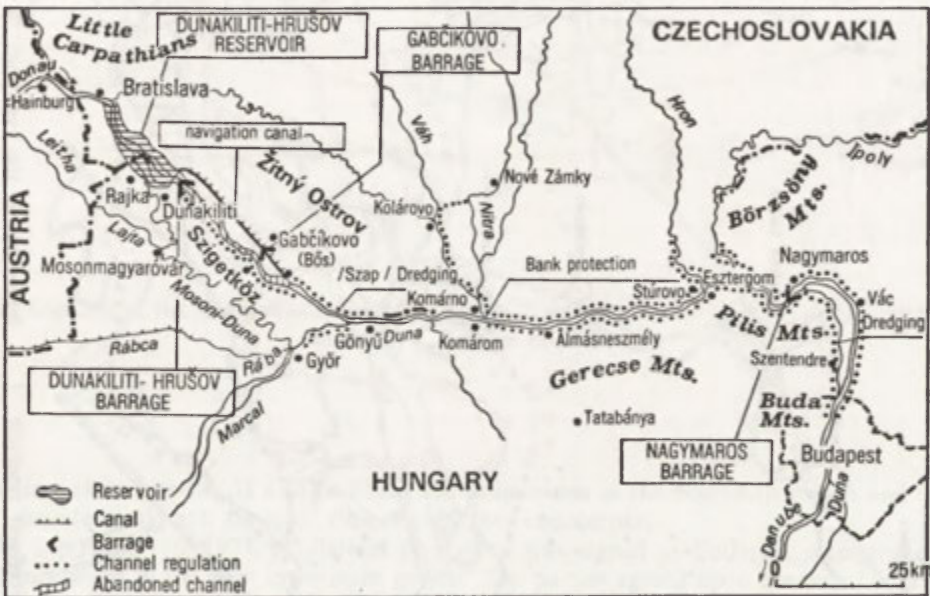 Little
Carpathians
DUNAKILITI-HRUŠOV
RESERVOIR
GABČIKOVO
BARRAGE
CZECHOSLOVAKIA
Donau
Hainburg
Bratislava
navigation canal
Váh
Hron
Ipoly
Leitha
Žitný Ostrov
Nové Zámky
Börzsöny
Mts.
Rajka
Dunakiliti
Kolárovo
Nitra
AUSTRIA
Lajta
Szigetköz
Gabčíkovo
(Bős)
Nagymaros
Mosonmagyaróvár
/Szap / Dredging
Bank protection
Esztergom
Štúrovo
Komárno
Vác
Mosoni-Duna
Pilis Mts.
Dredging
Rábca
Rába
Gönyű
Duna
Komárom
Almásneszmély
Szentendre
Győr
Gerecse Mts.
DUNAKILITI- HRUŠOV
BARRAGE
Marcal
Tatabánya
Buda
Mts.
NAGYMAROS
BARRAGE
Budapest
HUNGARY
Reservoir
Canal
Barrage
Channel regulation
Abandoned channel
Danube
Duna
0 25km